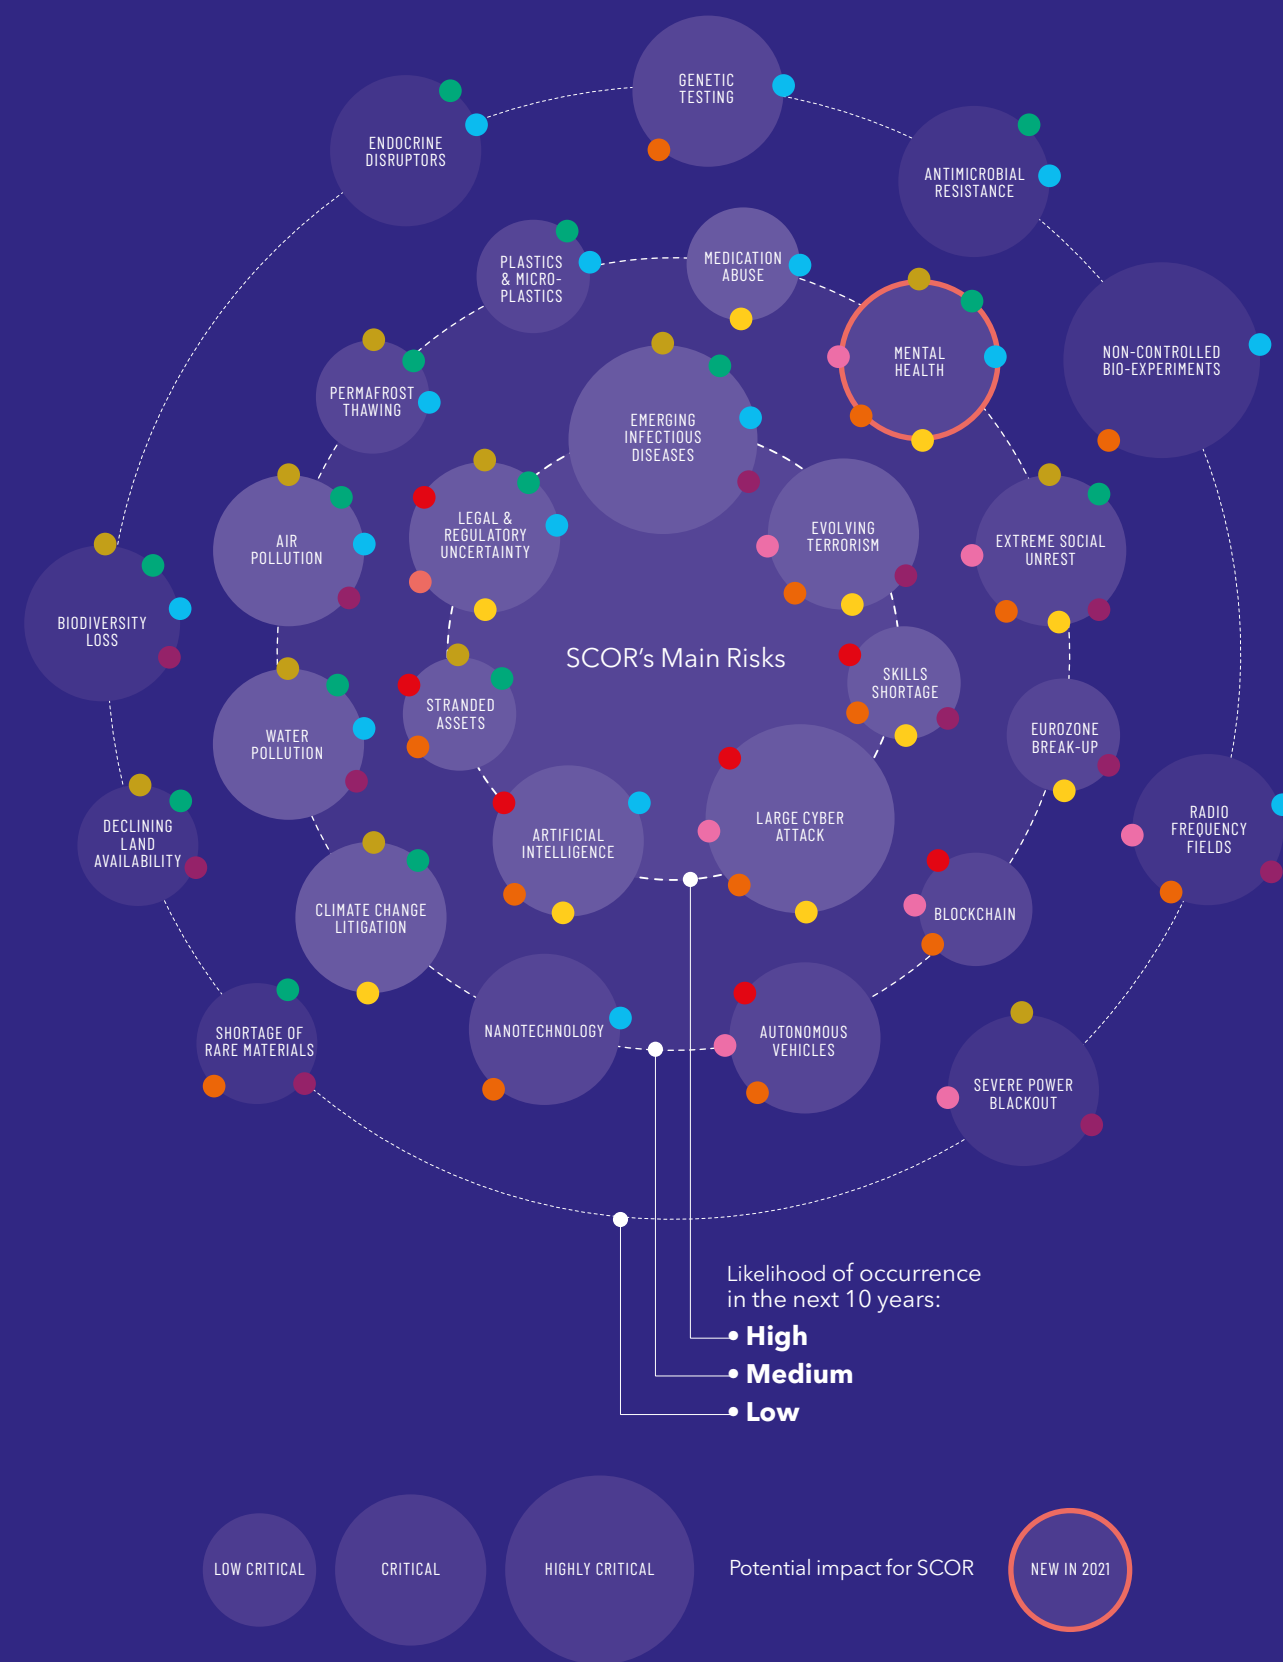 GENETIC
TESTING
ENDOCRINE
DISRUPTORS
ANTIMICROBIAL
RESISTANCE
PLASTICS
& MICRO-
PLASTICS
MEDICATION
ABUSE
MENTAL
HEALTH
NON-CONTROLLED
BIO-EXPERIMENTS
PERMAFROST
THAWING
EMERGING
INFECTIOUS
DISEASES
AIR
POLLUTION
LEGAL &
REGULATORY
UNCERTAINTY
EVOLVING
TERRORISM
EXTREME SOCIAL
UNREST
BIODIVERSITY
LOSS
SCOR's Main Risks
SKILLS
SHORTAGE
STRANDED
ASSETS
WATER
POLLUTION
EUROZONE
BREAK-UP
DECLINING
LAND
AVAILABILITY
ARTIFICIAL
INTELLIGENCE
LARGE CYBER
ATTACK
RADIO
FREQUENCY
FIELDS
CLIMATE CHANGE
LITIGATION
BLOCKCHAIN
SHORTAGE OF
RARE MATERIALS
NANOTECHNOLOGY
AUTONOMOUS
VEHICLES
SEVERE POWER
BLACKOUT
Likelihood of occurrence
in the next 10 years:
• High
• Medium
• Low
LOW CRITICAL
CRITICAL
HIGHLY CRITICAL
Potential impact for SCOR
NEW IN 2021